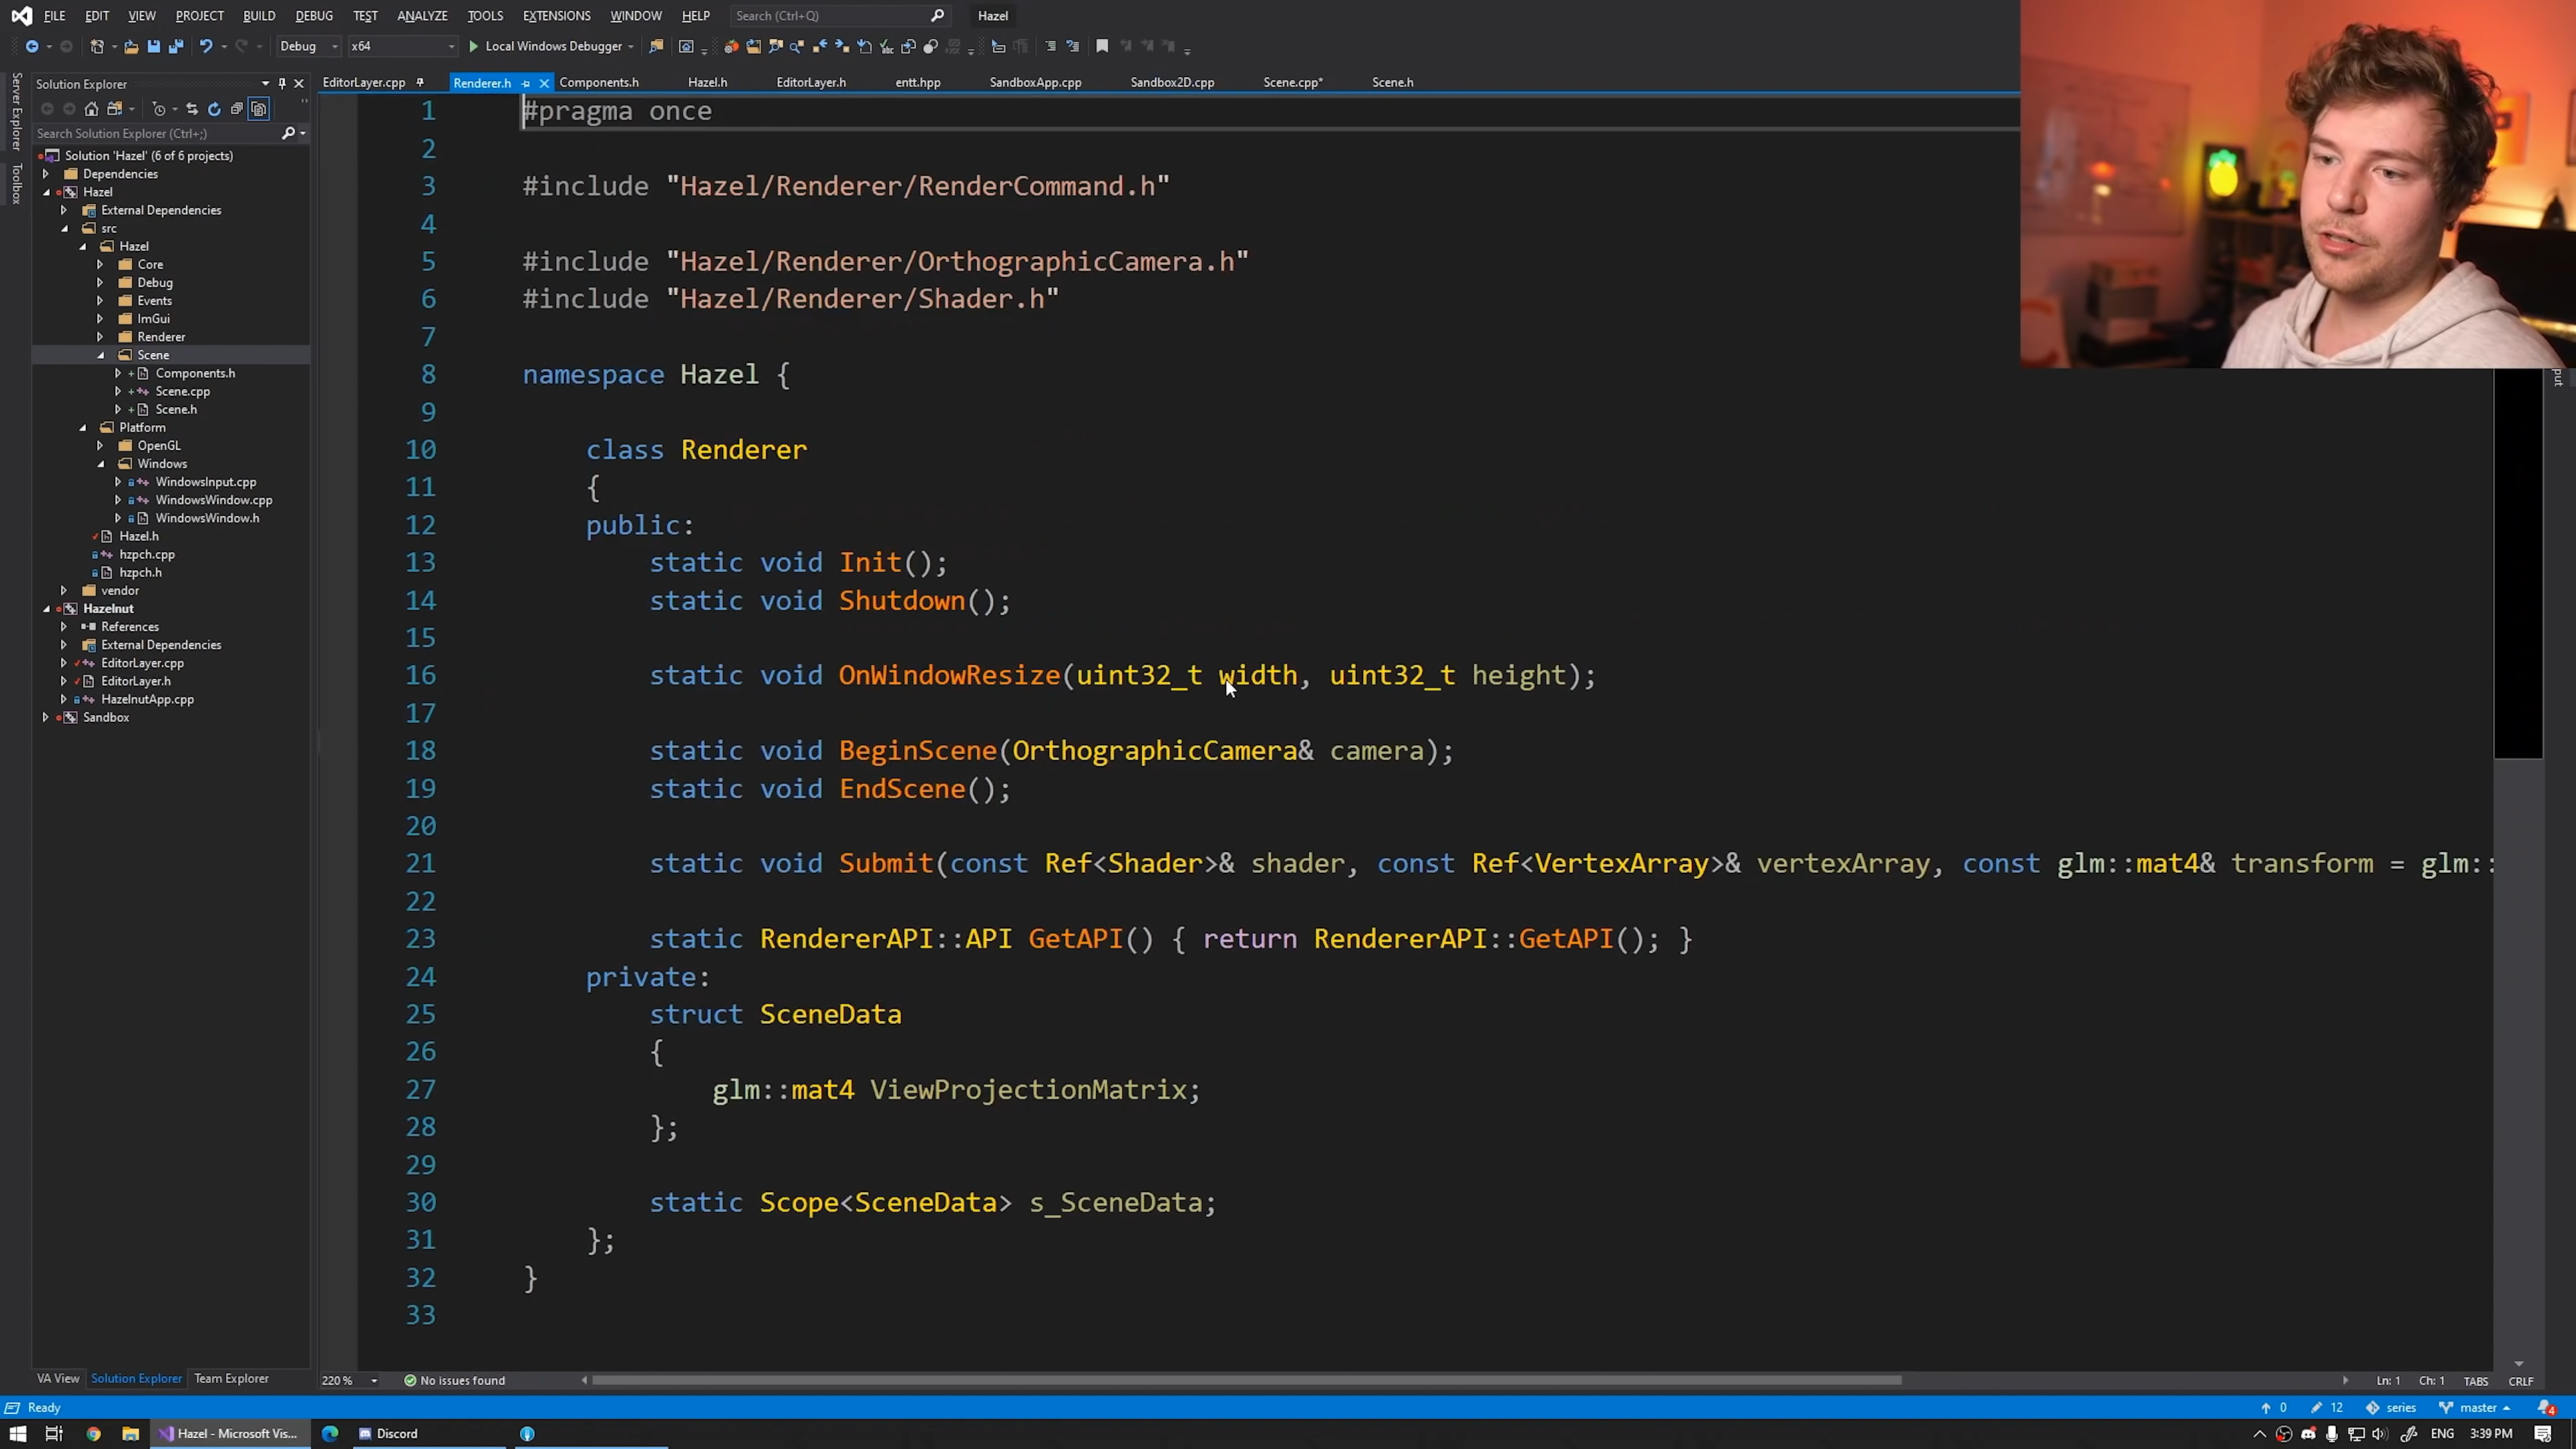 FILE EDIT VIEW PROJECT BUILD DEBUG TEST ANALYZE TOOLS EXTENSIONS WINDOW HELP Search (Ctrl+Q) Hazel
Debug x64 Local Windows Debugger
Server Explorer
Toolbox
Solution Explorer
Search Solution Explorer (Ctrl+;)
Solution 'Hazel' (6 of 6 projects)
Dependencies
Hazel
External Dependencies
src
Hazel
Core
Debug
Events
ImGui
Renderer
Scene
Components.h
Scene.cpp
Scene.h
Platform
OpenGL
Windows
WindowsInput.cpp
WindowsWindow.cpp
WindowsWindow.h
Hazel.h
hzpch.cpp
hzpch.h
vendor
Hazelnut
References
External Dependencies
EditorLayer.cpp
EditorLayer.h
HazelnutApp.cpp
Sandbox
VA View Solution Explorer Team Explorer
EditorLayer.cpp Renderer.h Components.h Hazel.h EditorLayer.h entt.hpp SandboxApp.cpp Sandbox2D.cpp Scene.cpp* Scene.h
1 #pragma once
2
3 #include "Hazel/Renderer/RenderCommand.h"
4
5 #include "Hazel/Renderer/OrthographicCamera.h"
6 #include "Hazel/Renderer/Shader.h"
7
8 namespace Hazel {
9
10 class Renderer
11 {
12 public:
13 static void Init();
14 static void Shutdown();
15
16 static void OnWindowResize(uint32_t width, uint32_t height);
17
18 static void BeginScene(OrthographicCamera& camera);
19 static void EndScene();
20
21 static void Submit(const Ref<Shader>& shader, const Ref<VertexArray>& vertexArray, const glm::mat4& transform = glm::
22
23 static RendererAPI::API GetAPI() { return RendererAPI::GetAPI(); }
24 private:
25 struct SceneData
26 {
27 glm::mat4 ViewProjectionMatrix;
28 };
29
30 static Scope<SceneData> s_SceneData;
31 };
32 }
33
220 % No issues found Ln: 1 Ch: 1 TABS CRLF
Ready 0 12 series master 4
Hazel - Microsoft Vis... Discord ENG 3:39 PM